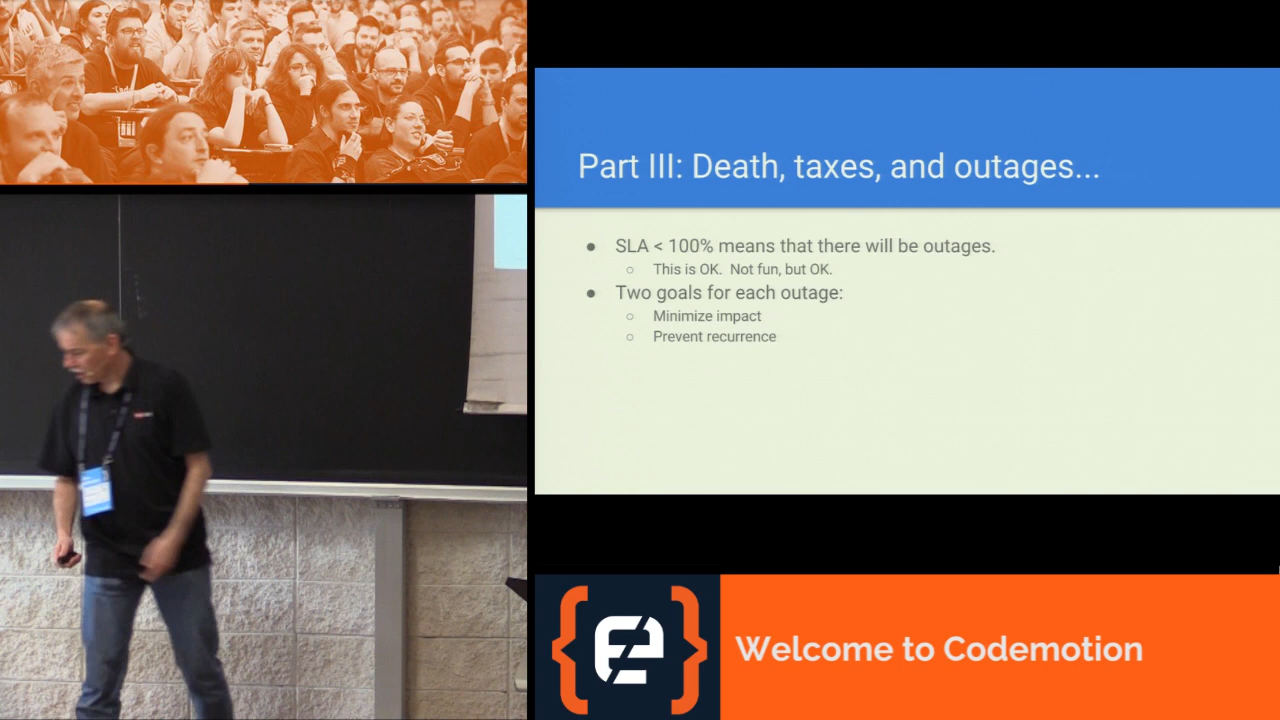 Part III: Death, taxes, and outages...
● SLA < 100% means that there will be outages.
○ This is OK. Not fun, but OK.
● Two goals for each outage:
○ Minimize impact
○ Prevent recurrence
Welcome to Codemotion